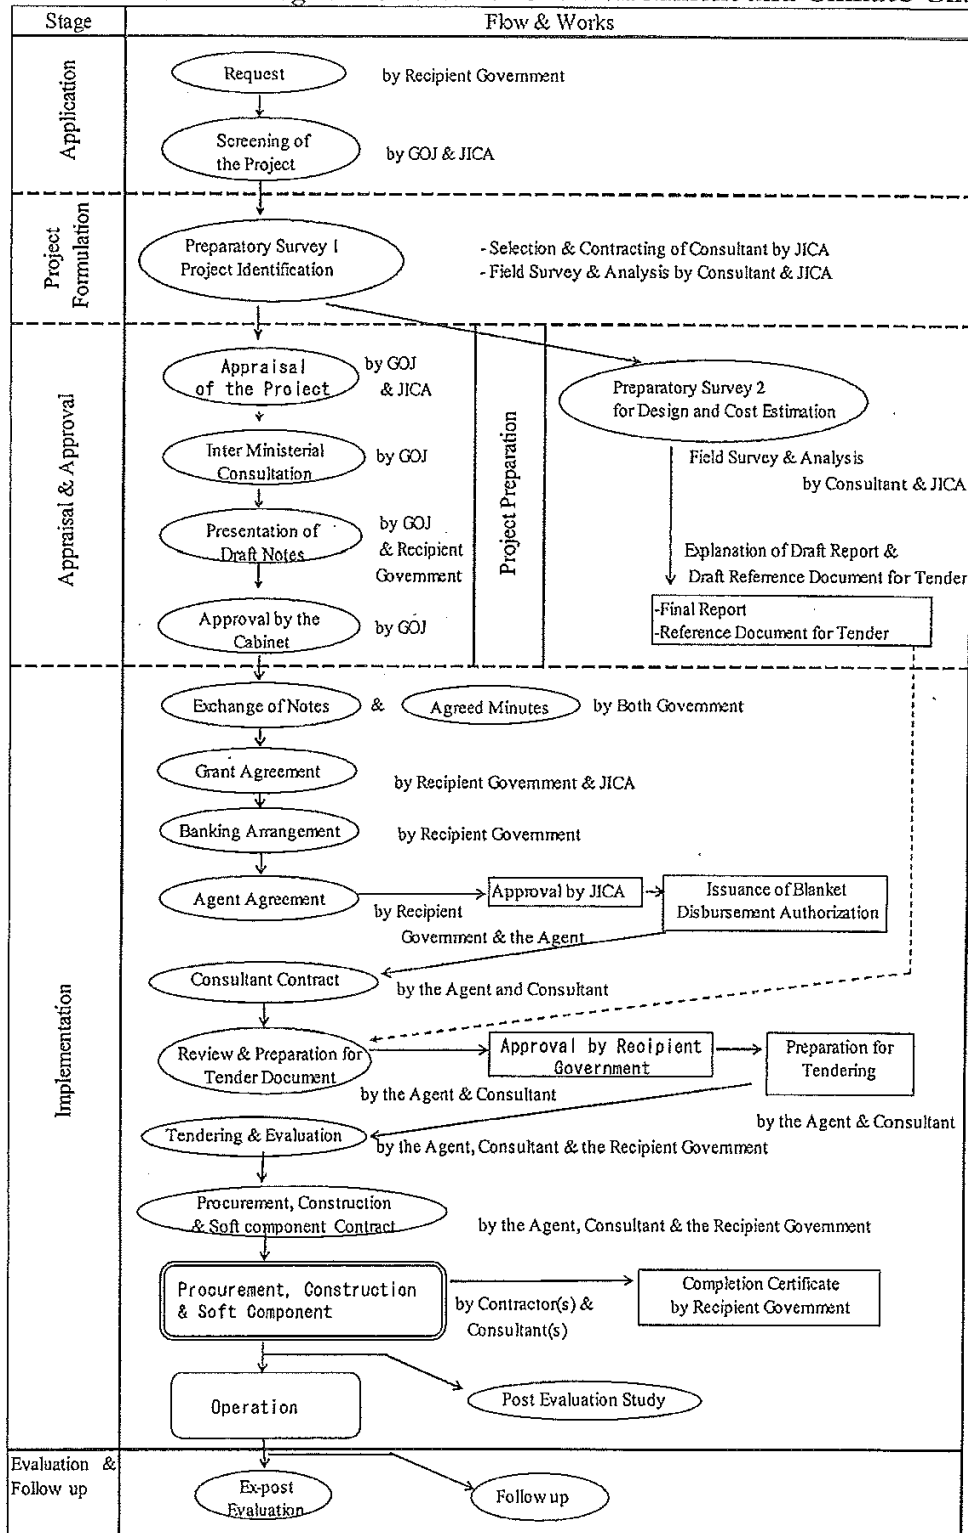 Stage
Flow & Works
Application
Request
by Recipient Government
Screening of
the Project
by GOJ & JICA
Project
Formulation
Preparatory Survey 1
Project Identification
- Selection & Contracting of Consultant by JICA
- Field Survey & Analysis by Consultant & JICA
Appraisal & Approval
Appraisal
of the Project
by GOJ
& JICA
Inter Ministerial
Consultation
by GOJ
Presentation of
Draft Notes
by GOJ
& Recipient
Government
Approval by the
Cabinet
by GOJ
Project Preparation
Preparatory Survey 2
for Design and Cost Estimation
Field Survey & Analysis
by Consultant & JICA
Explanation of Draft Report &
Draft Referrence Document for Tender
-Final Report
-Reference Document for Tender
Implementation
Exchange of Notes
&
Agreed Minutes
by Both Government
Grant Agreement
by Recipient Government & JICA
Banking Arrangement
by Recipient Government
Agent Agreement
by Recipient
Government & the Agent
Approval by JICA
Issuance of Blanket
Disbursement Authorization
Consultant Contract
by the Agent and Consultant
Review & Preparation for
Tender Document
by the Agent & Consultant
Approval by Recipient
Government
Preparation for
Tendering
by the Agent & Consultant
Tendering & Evaluation
by the Agent, Consultant & the Recipient Government
Procurement, Construction
& Soft component Contract
by the Agent, Consultant & the Recipient Government
Procurement, Construction
& Soft Component
by Contractor(s) &
Consultant(s)
Completion Certificate
by Recipient Government
Operation
Post Evaluation Study
Evaluation &
Follow up
Ex-post
Evaluation
Follow up